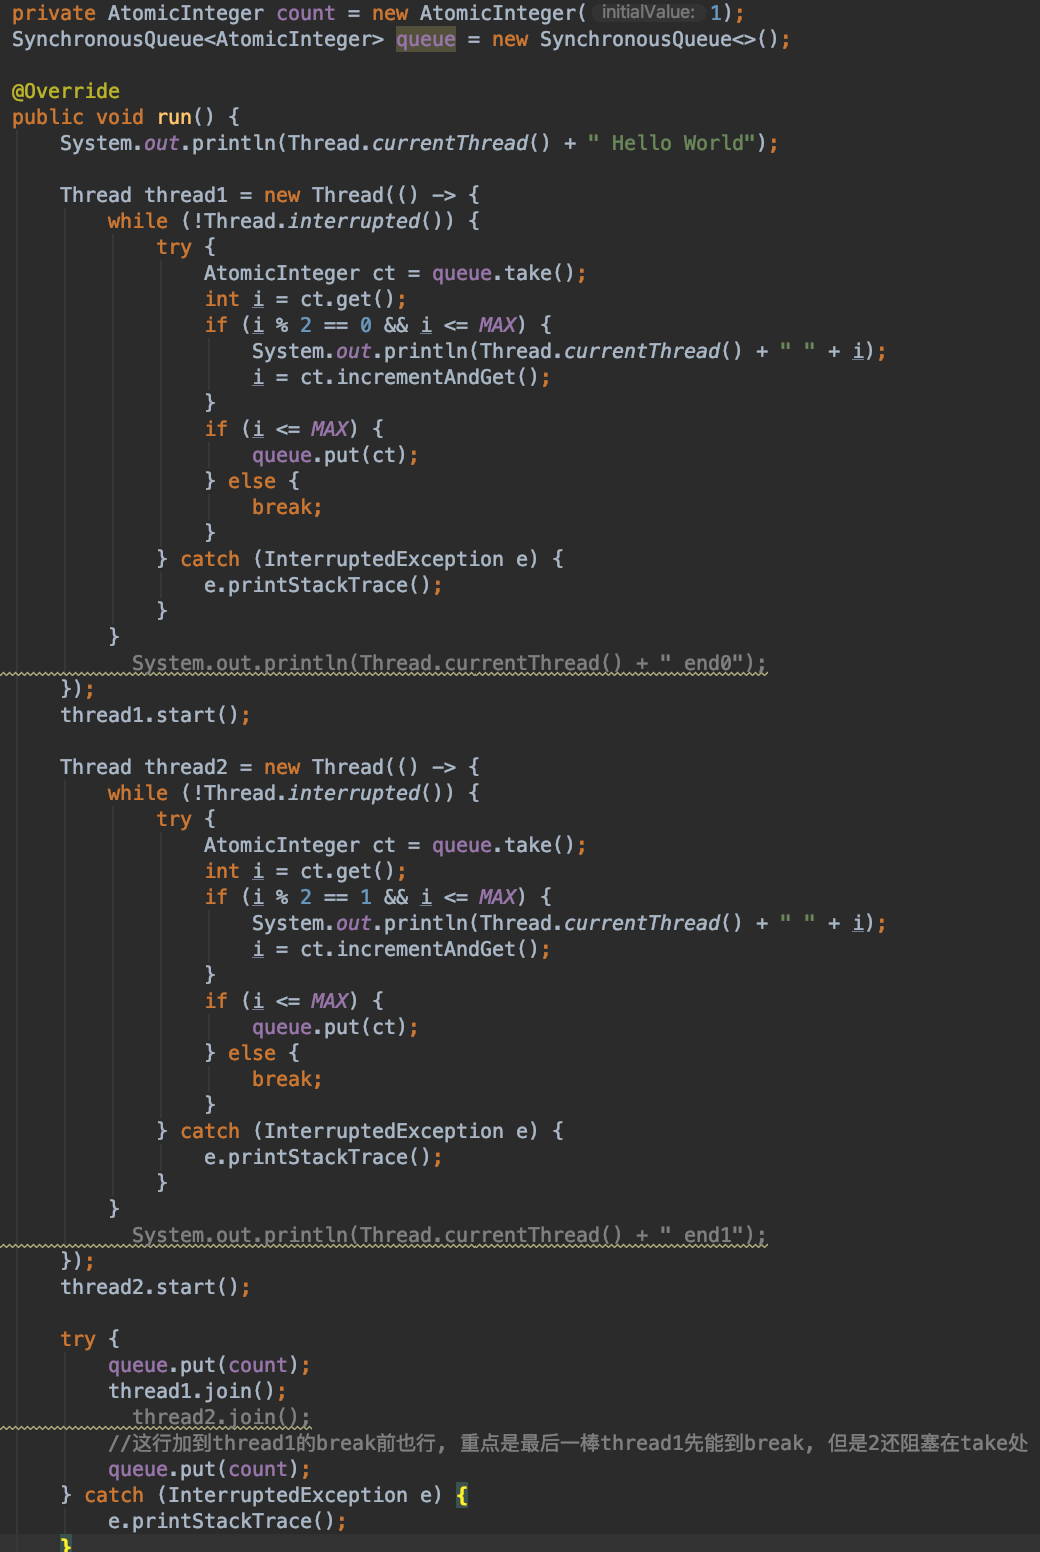 private AtomicInteger count = new AtomicInteger( initialValue: 1);
SynchronousQueue<AtomicInteger> queue = new SynchronousQueue<>();
@Override
public void run() {
System.out.println(Thread.currentThread() + " Hello World");
Thread thread1 = new Thread(() -> {
while (!Thread.interrupted()) {
try {
AtomicInteger ct = queue.take();
int i = ct.get();
if (i % 2 == 0 && i <= MAX) {
System.out.println(Thread.currentThread() + " " + i);
i = ct.incrementAndGet();
}
if (i <= MAX) {
queue.put(ct);
} else {
break;
}
} catch (InterruptedException e) {
e.printStackTrace();
}
}
System.out.println(Thread.currentThread() + " end0");
});
thread1.start();
Thread thread2 = new Thread(() -> {
while (!Thread.interrupted()) {
try {
AtomicInteger ct = queue.take();
int i = ct.get();
if (i % 2 == 1 && i <= MAX) {
System.out.println(Thread.currentThread() + " " + i);
i = ct.incrementAndGet();
}
if (i <= MAX) {
queue.put(ct);
} else {
break;
}
} catch (InterruptedException e) {
e.printStackTrace();
}
}
System.out.println(Thread.currentThread() + " end1");
});
thread2.start();
try {
queue.put(count);
thread1.join();
thread2.join();
//这行加到thread1的break前也行, 重点是最后一棒thread1先能到break, 但是2还阻塞在take处
queue.put(count);
} catch (InterruptedException e) {
e.printStackTrace();
}